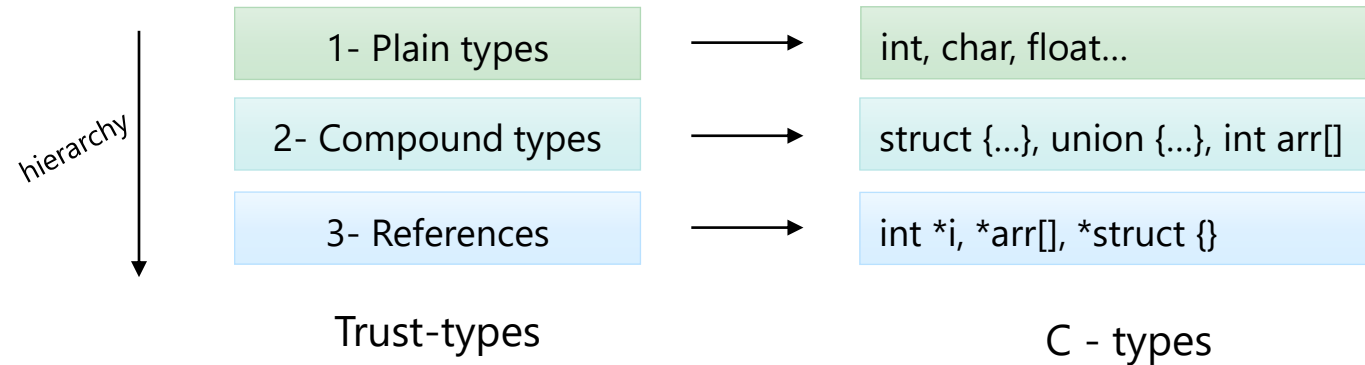 hierarchy
1- Plain types
int, char, float...
2- Compound types
struct {...}, union {...}, int arr[]
3- References
int *i, *arr[], *struct {}
Trust-types
C - types